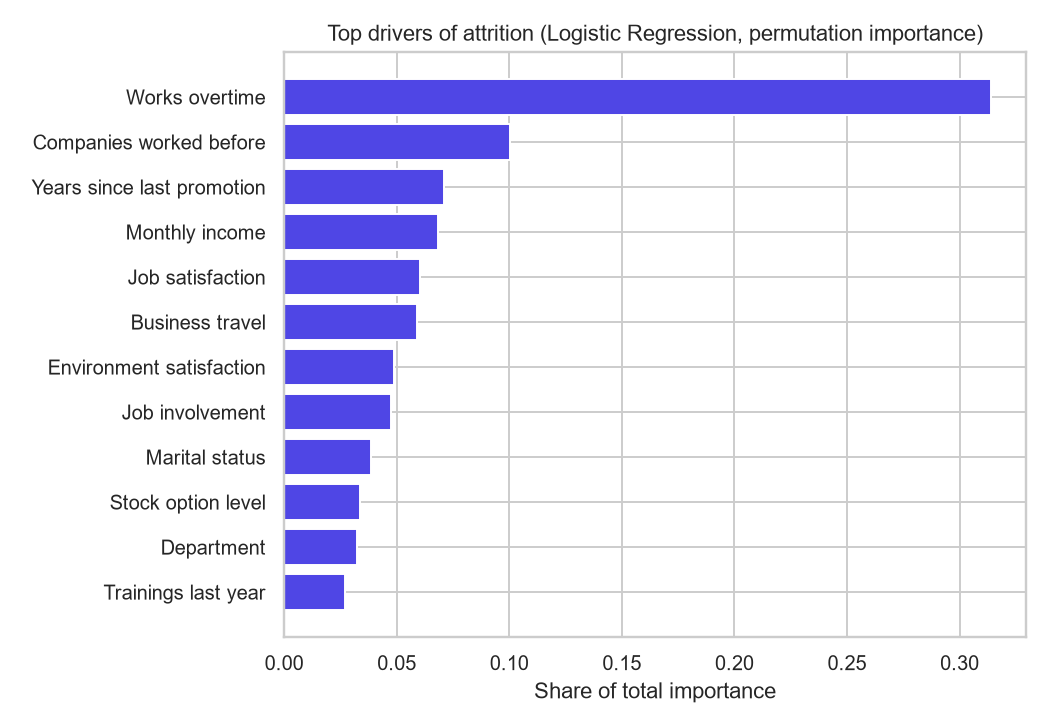 Top drivers of attrition (Logistic Regression, permutation importance)
Works overtime
Companies worked before
Years since last promotion
Monthly income
Job satisfaction
Business travel
Environment satisfaction
Job involvement
Marital status
Stock option level
Department
Trainings last year
0.00 0.05 0.10 0.15 0.20 0.25 0.30
Share of total importance